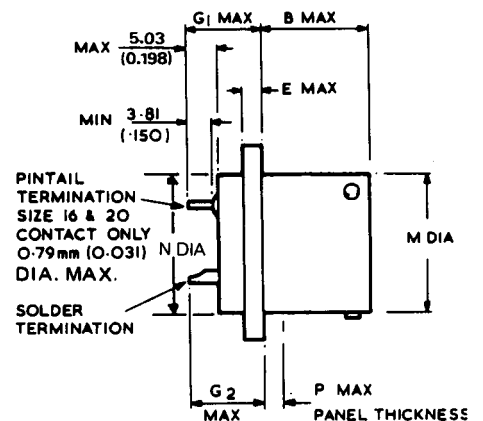 G1 MAX
B MAX
MAX 5.03
(0.198)
E MAX
MIN 3.81
(.150)
PINTAIL
TERMINATION
SIZE 16 & 20
CONTACT ONLY
0.79mm (0.031)
DIA. MAX.
N DIA
M DIA
SOLDER
TERMINATION
G2
MAX
P MAX
PANEL THICKNESS